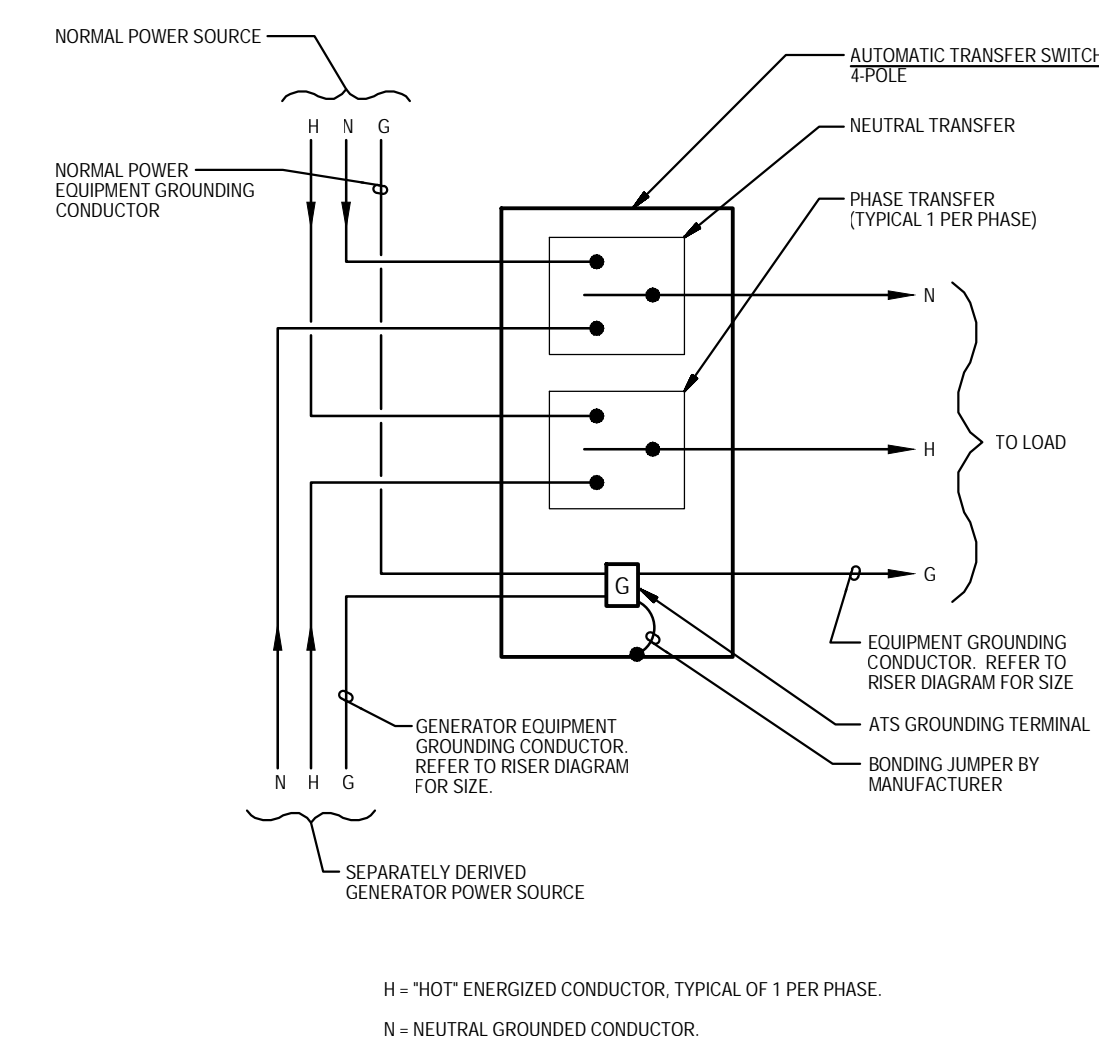 NORMAL POWER SOURCE
AUTOMATIC TRANSFER SWITCH
4-POLE
H N G
NEUTRAL TRANSFER
NORMAL POWER
EQUIPMENT GROUNDING
CONDUCTOR
PHASE TRANSFER
(TYPICAL 1 PER PHASE)
N
H
TO LOAD
G
G
EQUIPMENT GROUNDING
CONDUCTOR. REFER TO
RISER DIAGRAM FOR SIZE
ATS GROUNDING TERMINAL
BONDING JUMPER BY
MANUFACTURER
GENERATOR EQUIPMENT
GROUNDING CONDUCTOR.
REFER TO RISER DIAGRAM
FOR SIZE.
N H G
SEPARATELY DERIVED
GENERATOR POWER SOURCE
H = "HOT" ENERGIZED CONDUCTOR, TYPICAL OF 1 PER PHASE.
N = NEUTRAL GROUNDED CONDUCTOR.